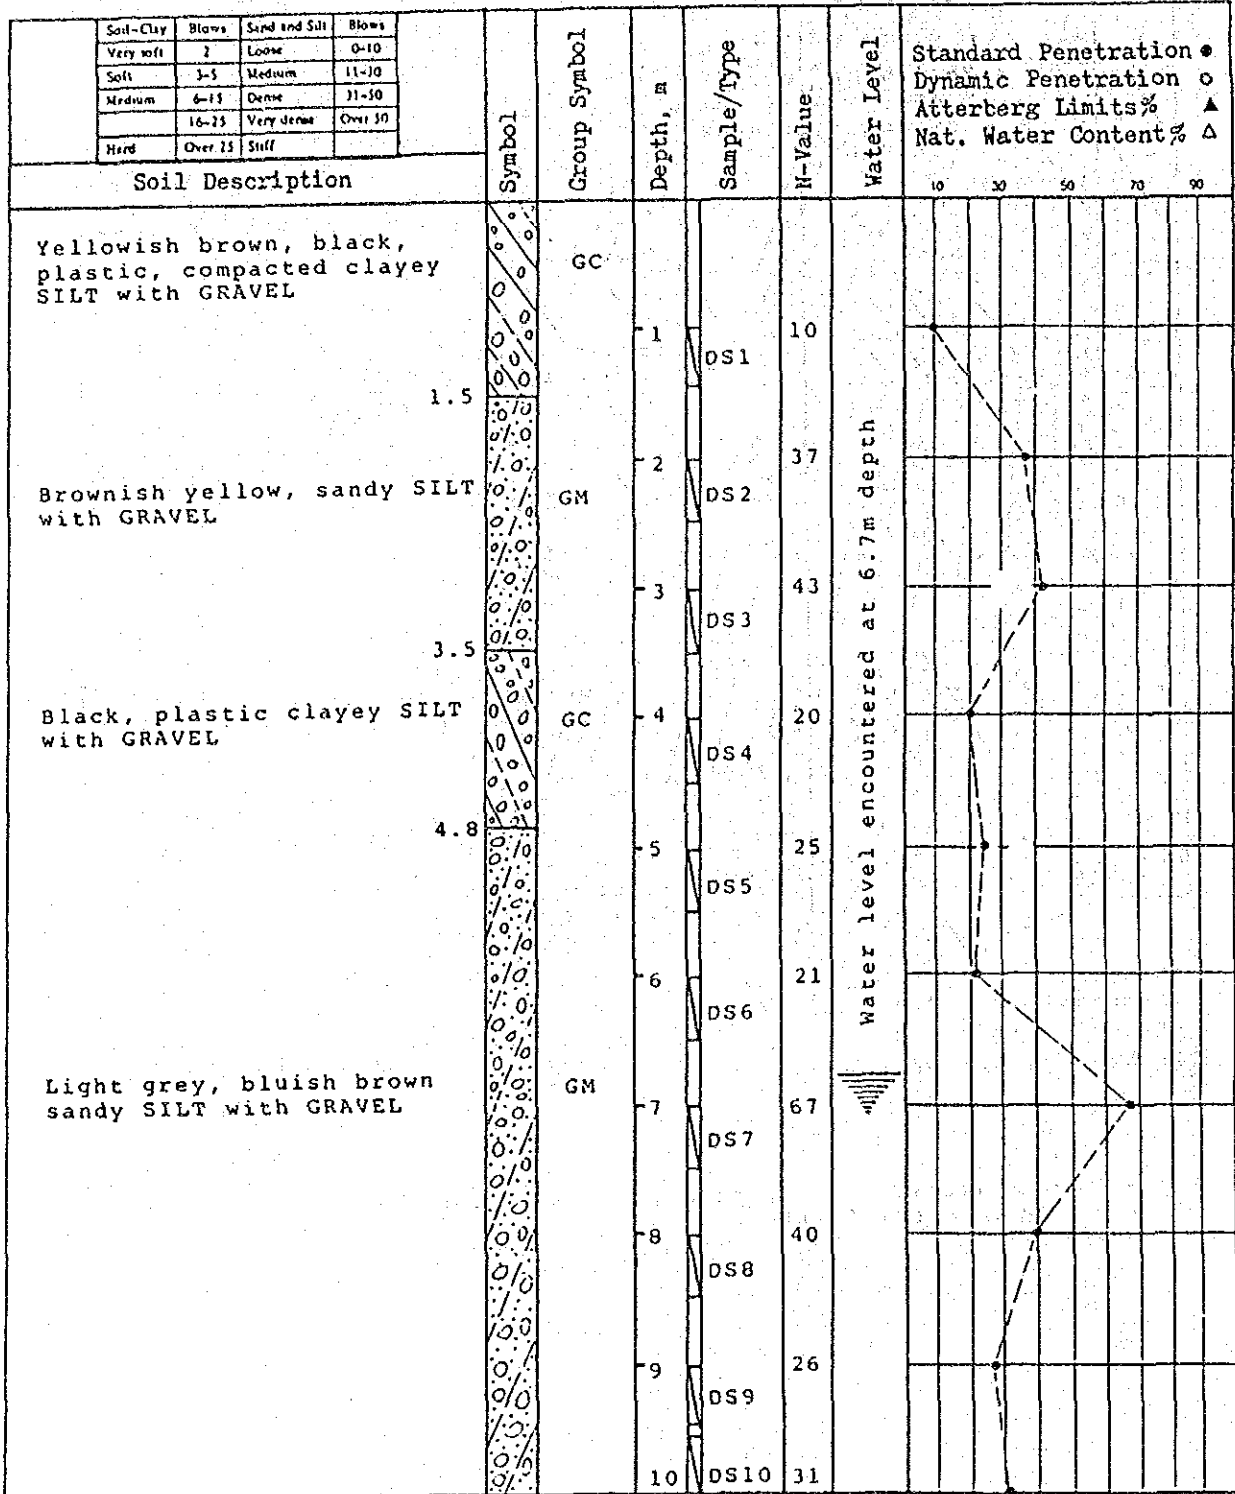 Soil-Clay Blows Sand and Silt Blows
Very soft 2 Loose 0-10
Soft 3-5 Medium 11-30
Medium 6-15 Dense 31-50
16-25 Very dense Over 50
Hard Over 25 Stiff
Soil Description
Symbol
Group Symbol
Depth, m
Sample/Type
N-Value
Water Level
Standard Penetration ●
Dynamic Penetration ○
Atterberg Limits% ▲
Nat. Water Content% △
10 30 50 70 90
Yellowish brown, black,
plastic, compacted clayey
SILT with GRAVEL
GC
1 DS1 10
1.5
Brownish yellow, sandy SILT
with GRAVEL
GM
2 DS2 37
3 DS3 43
3.5
Black, plastic clayey SILT
with GRAVEL
GC
4 DS4 20
4.8
5 DS5 25
6 DS6 21
Water level encountered at 6.7m depth
Light grey, bluish brown
sandy SILT with GRAVEL
GM
7 DS7 67
8 DS8 40
9 DS9 26
10 DS10 31